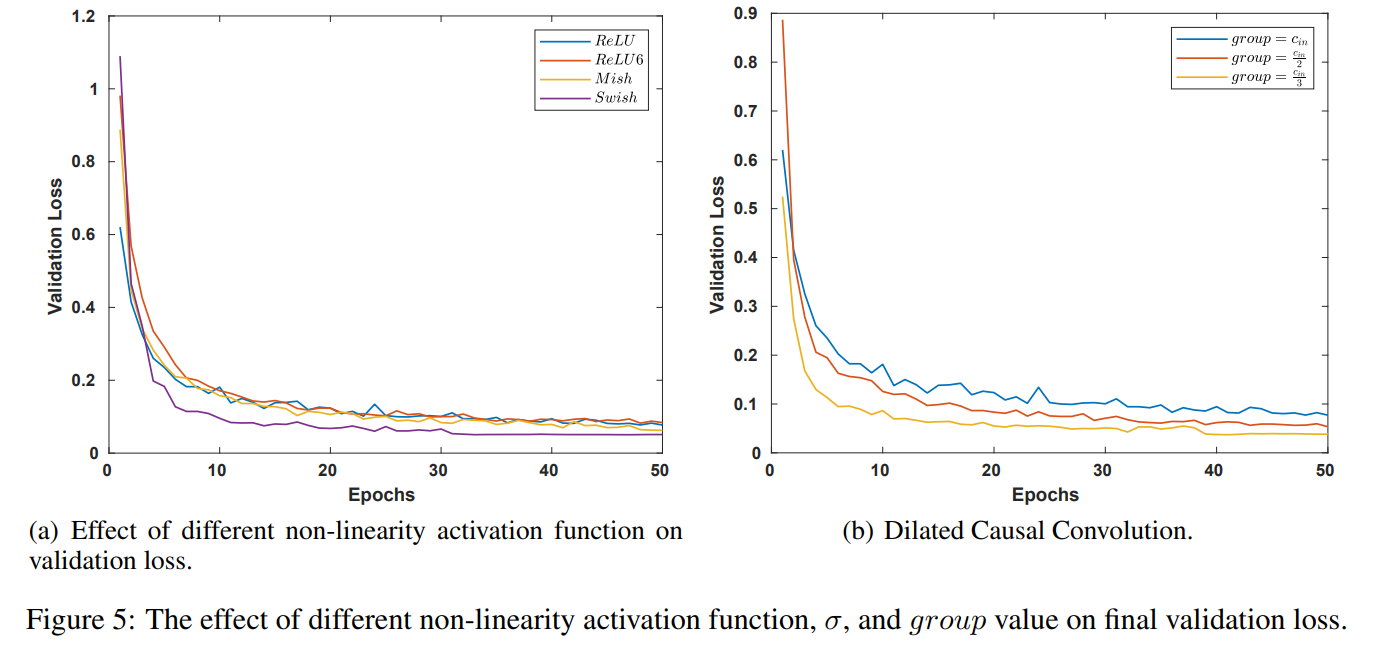 1.2
1
0.8
0.6
0.4
0.2
0
0
10
20
30
40
50
Validation Loss
Epochs
ReLU
ReLU6
Mish
Swish
(a) Effect of different non-linearity activation function on
validation loss.
0.9
0.8
0.7
0.6
0.5
0.4
0.3
0.2
0.1
0
0
10
20
30
40
50
Validation Loss
Epochs
group = c_in
group = c_in/2
group = c_in/3
(b) Dilated Causal Convolution.
Figure 5: The effect of different non-linearity activation function, σ, and group value on final validation loss.